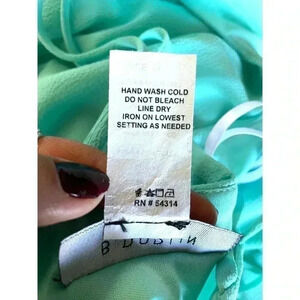 HAND WASH COLD
DO NOT BLEACH
LINE DRY
IRON ON LOWEST
SETTING AS NEEDED
RN # 54314